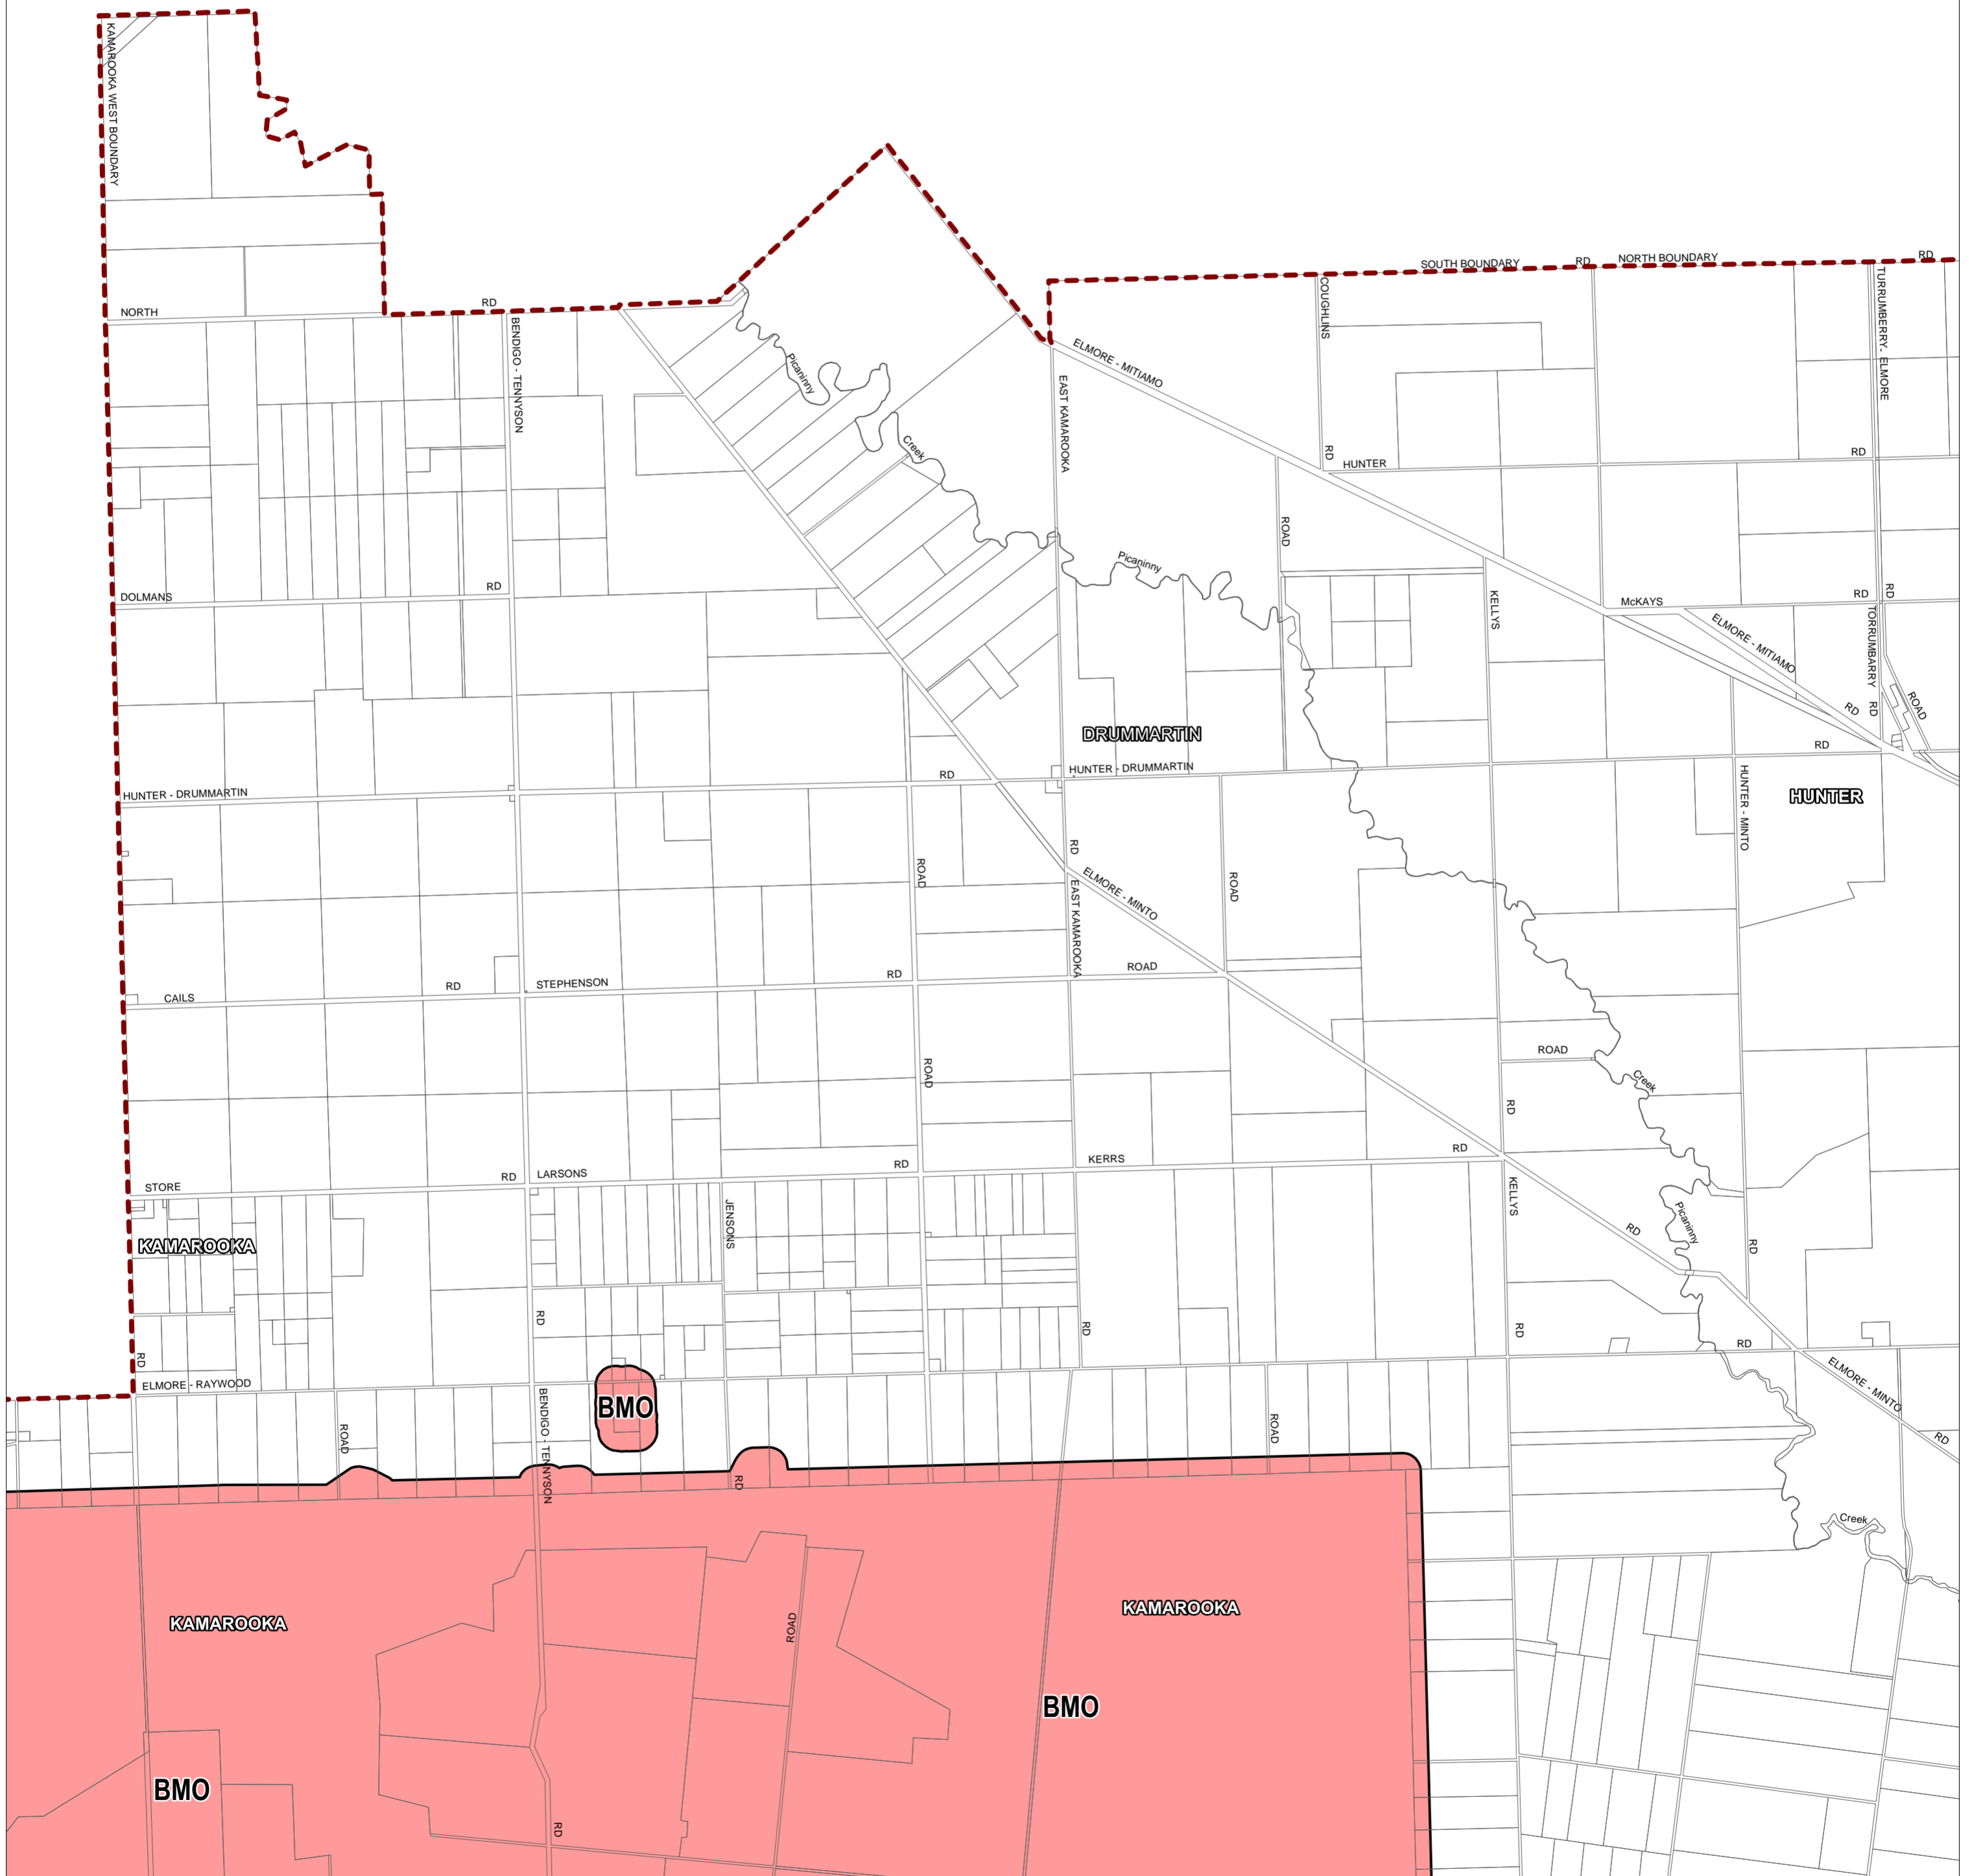 KAMAROOKA WEST BOUNDARY
SOUTH BOUNDARY
RD
NORTH BOUNDARY
RD
NORTH
RD
BENDIGO - TENNYSON
COUGHLINS
TURRUMBERRY- ELMORE
Picaninny
ELMORE - MITIAMO
EAST KAMAROOKA
Creek
RD
HUNTER
RD
ROAD
Picaninny
DOLMANS
RD
KELLYS
McKAYS
RD
RD
ELMORE - MITIAMO
TORRUMBARRY
RD
RD
ROAD
DRUMMARTIN
HUNTER - DRUMMARTIN
RD
HUNTER - DRUMMARTIN
RD
HUNTER - MINTO
HUNTER
RD
ROAD
ELMORE - MINTO
ROAD
EAST KAMAROOKA
CAILS
RD
STEPHENSON
RD
ROAD
ROAD
ROAD
Creek
RD
STORE
RD
LARSONS
RD
KERRS
RD
JENSONS
KELLYS
Picaninny
KAMAROOKA
RD
RD
RD
RD
RD
RD
RD
ELMORE - RAYWOOD
ELMORE - MINTO
BENDIGO - TENNYSON
BMO
ROAD
ROAD
RD
RD
Creek
KAMAROOKA
ROAD
KAMAROOKA
BMO
BMO
RD